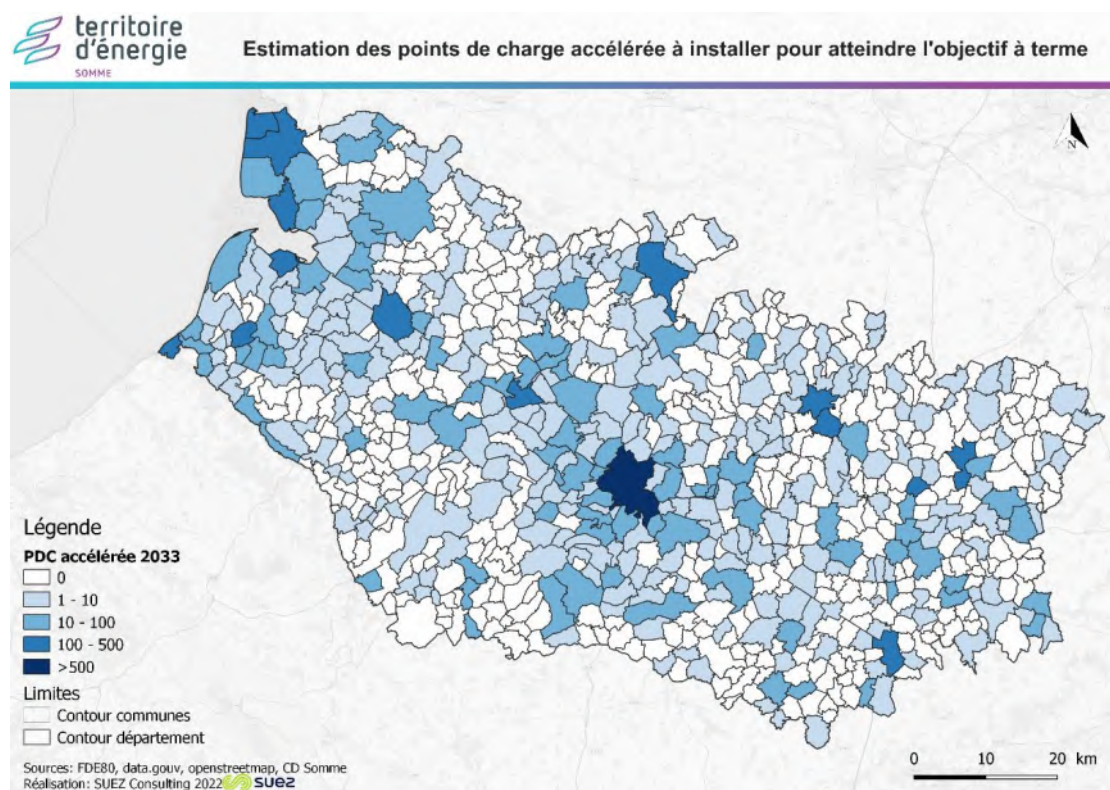 territoire
d'énergie
SOMME
Estimation des points de charge accélérée à installer pour atteindre l'objectif à terme
N
Légende
PDC accélérée 2033
0
1 - 10
10 - 100
100 - 500
>500
Limites
Contour communes
Contour département
Sources: FDE80, data.gouv, openstreetmap, CD Somme
Réalisation: SUEZ Consulting 2022 suez
0 10 20 km